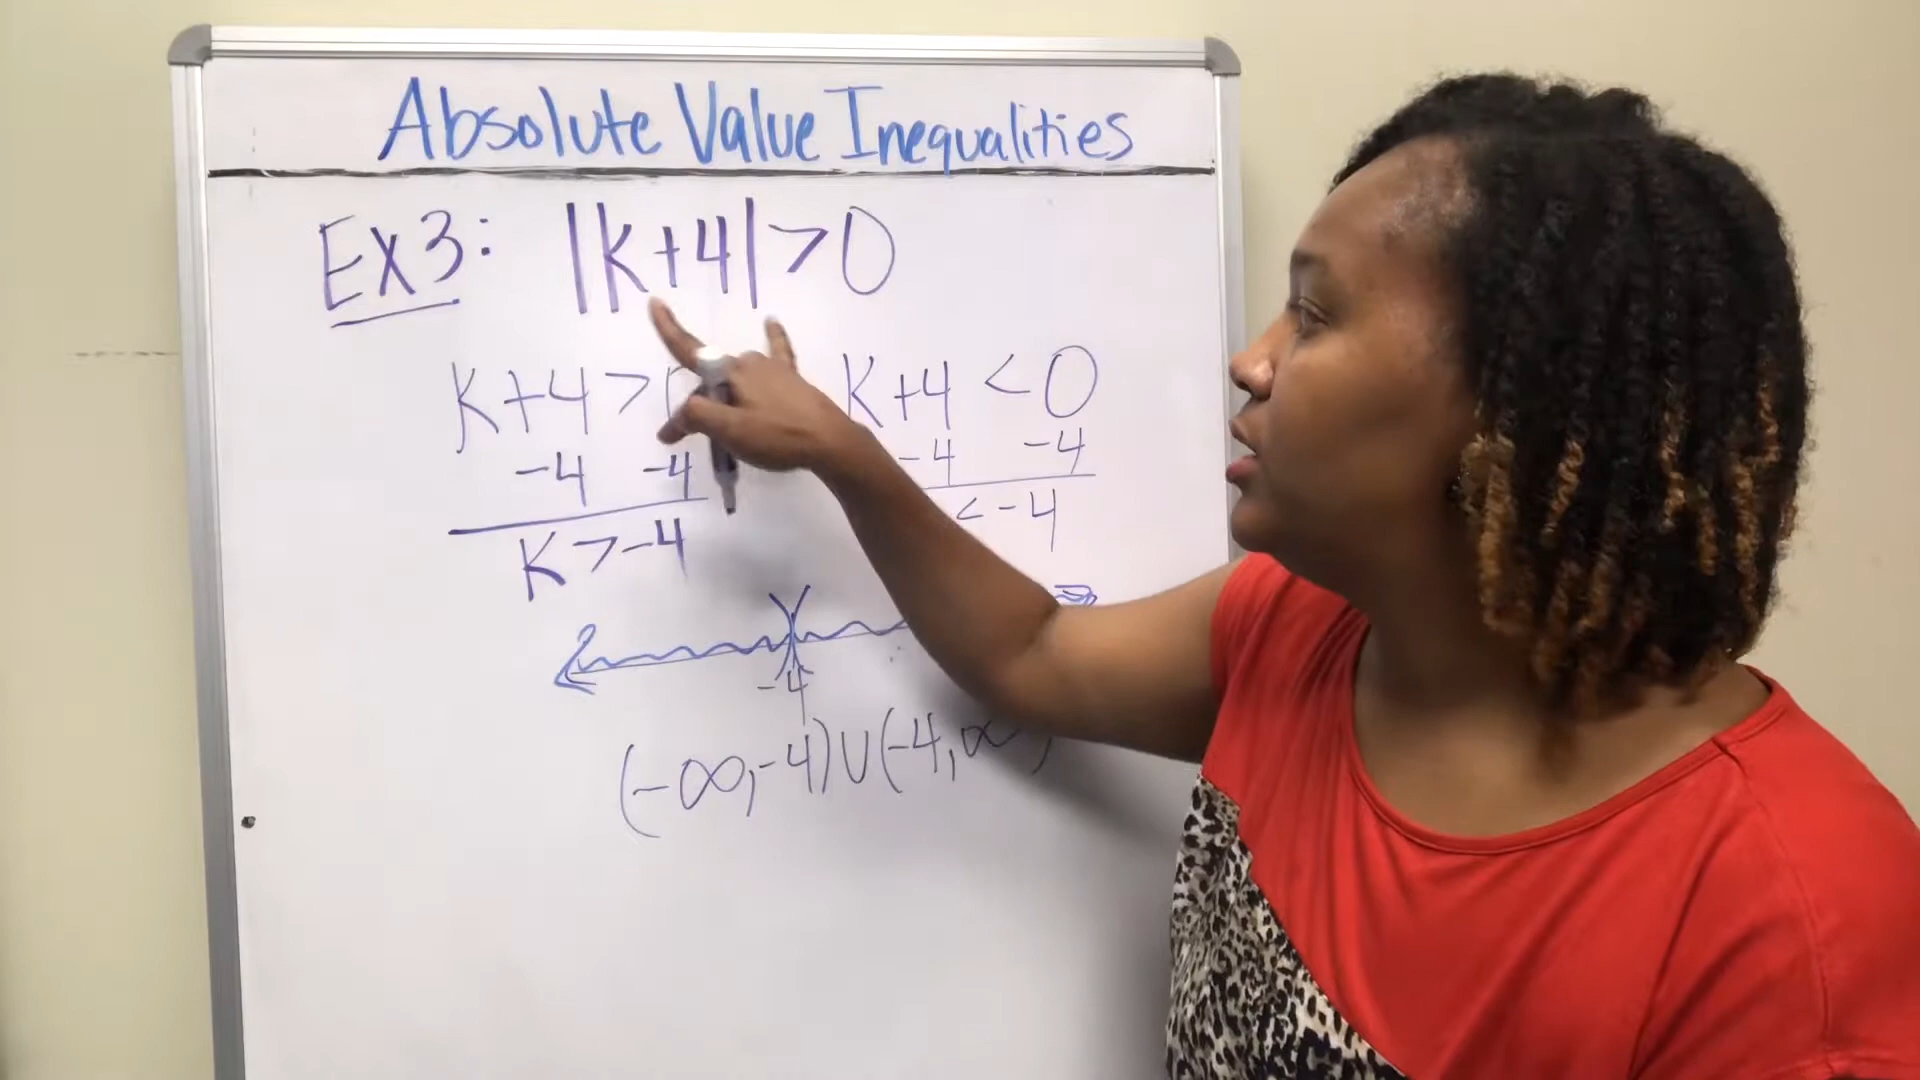 Absolute Value Inequalities
Ex3: |k+4|>0
k+4>0 k+4<0
-4 -4 -4 -4
k>-4 <-4
-4
(-∞,-4)∪(-4,∞)